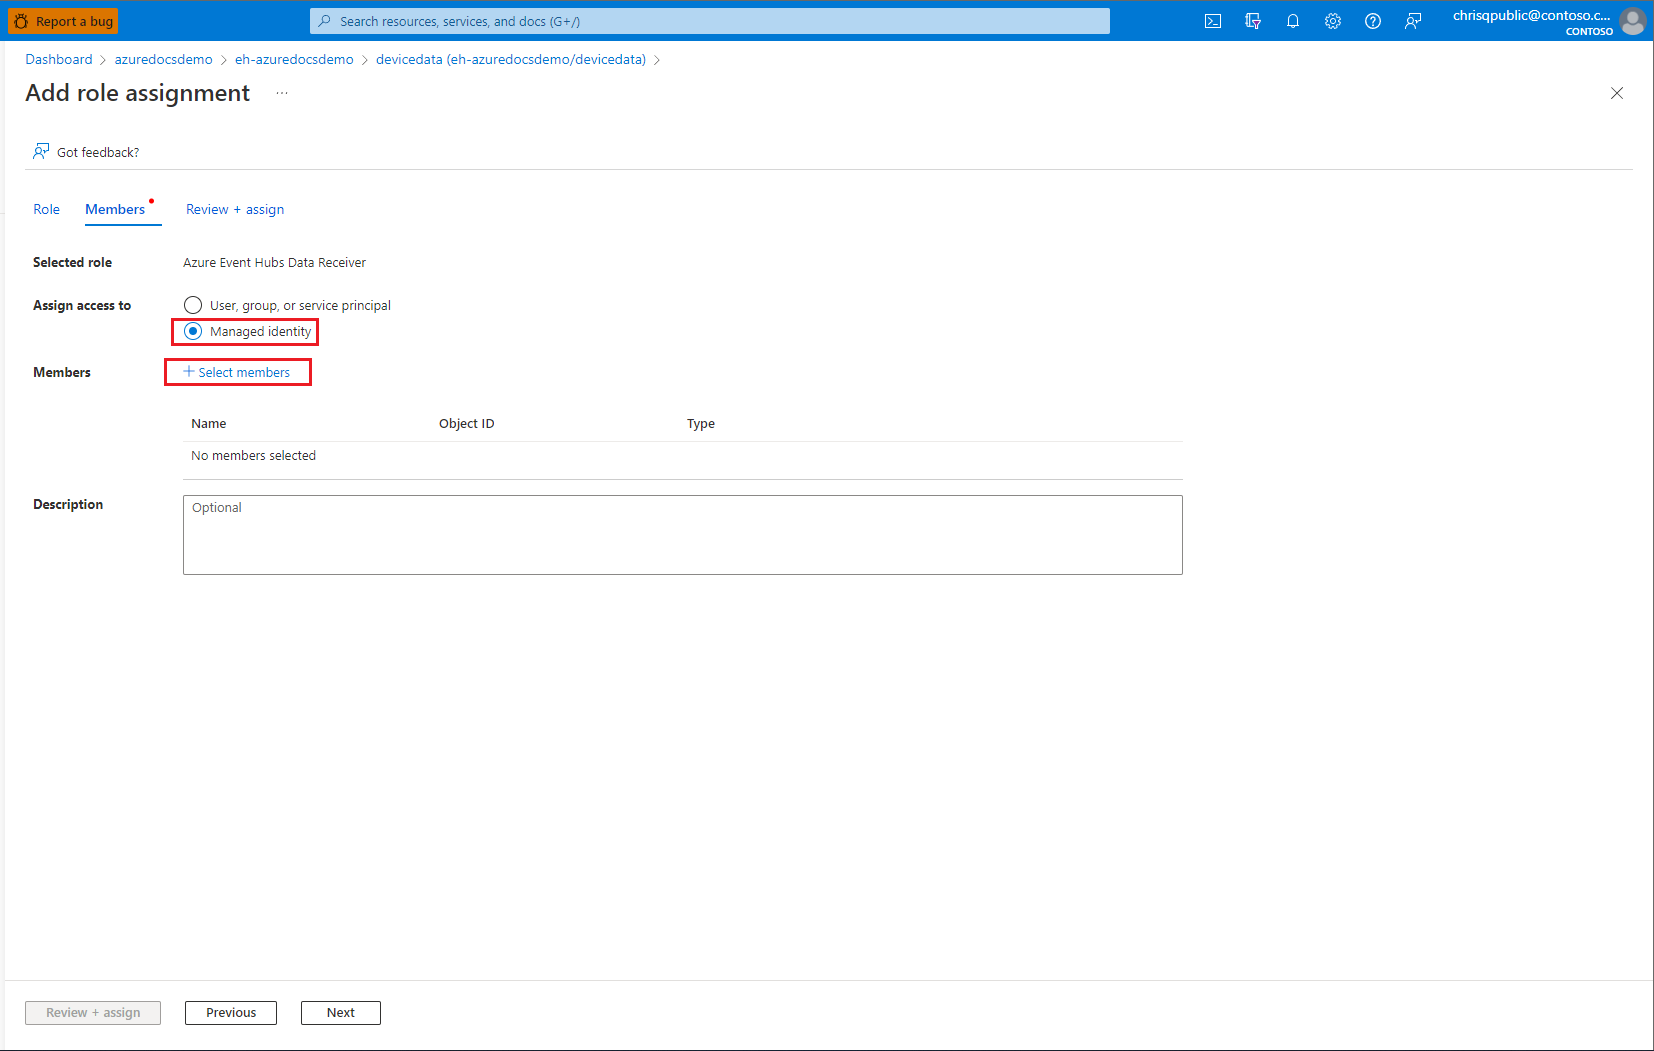 Report a bug
Search resources, services, and docs (G+/)
chrisqpublic@contoso.c...
CONTOSO
Dashboard > azuredocsdemo > eh-azuredocsdemo > devicedata (eh-azuredocsdemo/devicedata) >
Add role assignment ...
Got feedback?
Role Members Review + assign
Selected role Azure Event Hubs Data Receiver
Assign access to User, group, or service principal
Managed identity
Members + Select members
Name Object ID Type
No members selected
Description Optional
Review + assign Previous Next